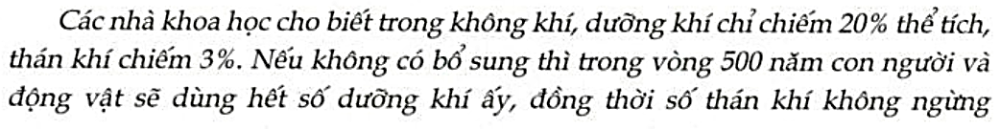 Các nhà khoa học cho biết trong không khí, dưỡng khí chỉ chiếm 20% thể tích,
thán khí chiếm 3%. Nếu không có bổ sung thì trong vòng 500 năm con người và
động vật sẽ dùng hết số dưỡng khí ấy, đồng thời số thán khí không ngừng